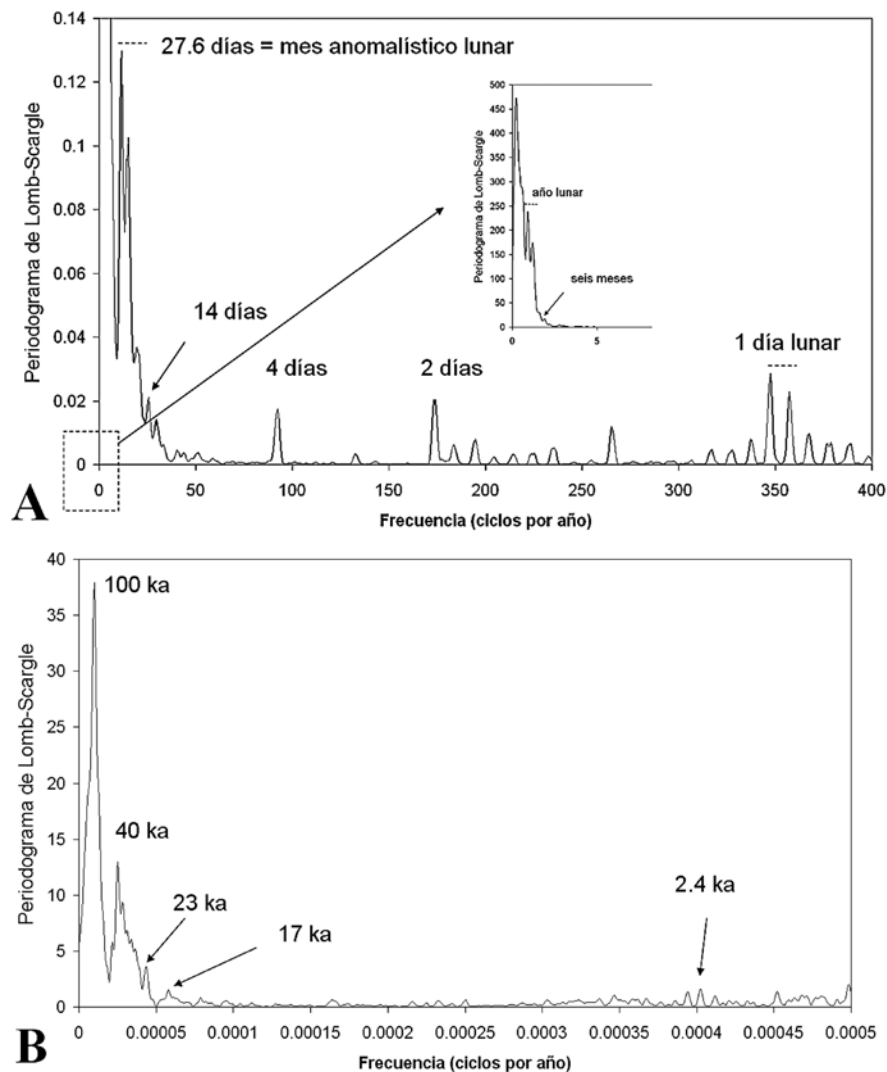 0.14
0.12
0.1
0.08
0.06
0.04
0.02
0
Periodograma de Lomb-Scargle
27.6 días = mes anomalístico lunar
14 días
4 días
2 días
1 día lunar
500
450
400
350
300
250
200
150
100
50
0
Periodograma de Lomb-Scargle
año lunar
seis meses
0 5
0 50 100 150 200 250 300 350 400
Frecuencia (ciclos por año)
A
40
35
30
25
20
15
10
5
0
Periodograma de Lomb-Scargle
100 ka
40 ka
23 ka
17 ka
2.4 ka
0 0.00005 0.0001 0.00015 0.0002 0.00025 0.0003 0.00035 0.0004 0.00045 0.0005
Frecuencia (ciclos por año)
B